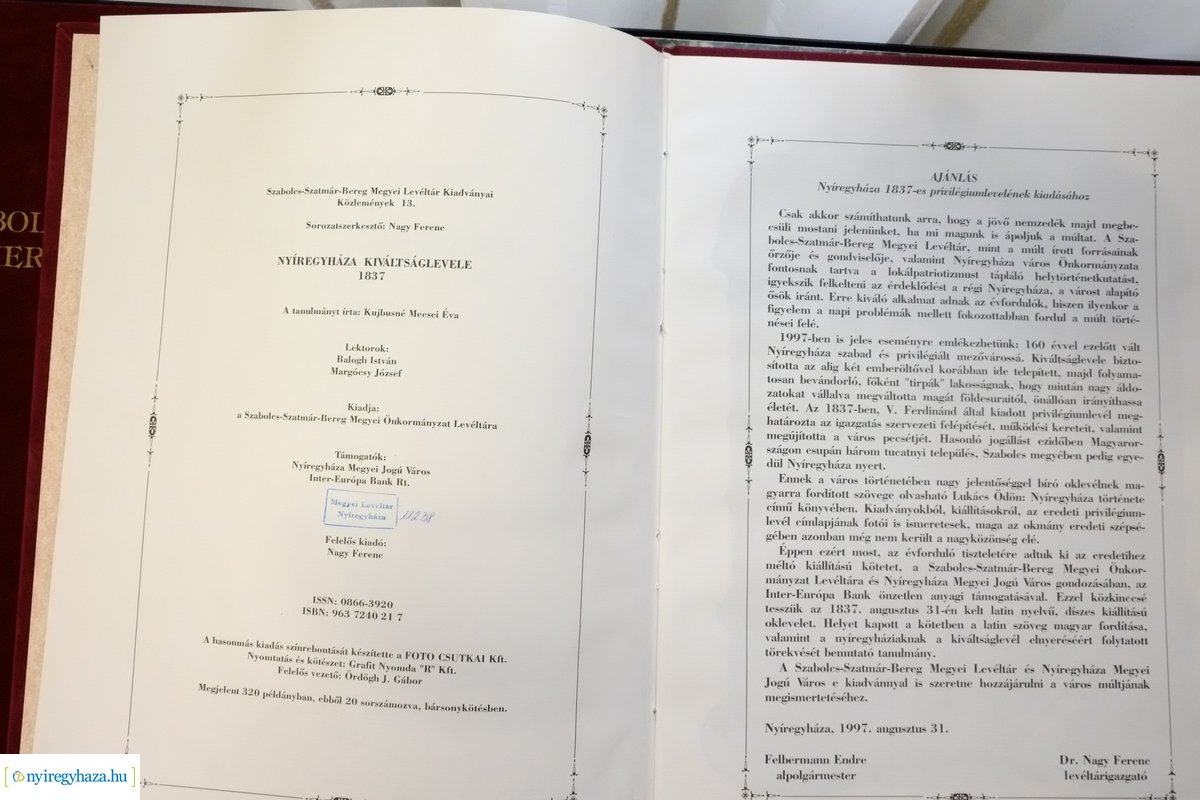 BOL
ER
Szabolcs-Szatmár-Bereg Megyei Levéltár Kiadványai
Közlemények 13.
Sorozatszerkesztő: Nagy Ferenc
NYÍREGYHÁZA KIVÁLTSÁGLEVELE
1837
A tanulmányt írta: Kujbusné Mecsei Éva
Lektorok:
Balogh István
Margócsy József
Kiadja:
a Szabolcs-Szatmár-Bereg Megyei Önkormányzat Levéltára
Támogatók:
Nyíregyháza Megyei Jogú Város
Inter-Európa Bank Rt.
Megyei Levéltár
Nyíregyháza 11238
Felelős kiadó:
Nagy Ferenc
ISSN: 0866-3920
ISBN: 963 7240 21 7
A hasonmás kiadás színrebontását készítette a FOTO CSUTKAI Kft.
Nyomtatás és kötészet: Grafit Nyomda "R" Kft.
Felelős vezető: Ördögh J. Gábor
Megjelent 320 példányban, ebből 20 sorszámozva, bársonykötésben.
AJÁNLÁS
Nyíregyháza 1837-es privilégiumlevelének kiadásához
Csak akkor számíthatunk arra, hogy a jövő nemzedék majd megbe-
csüli mostani jelenünket, ha mi magunk is ápoljuk a múltat. A Sza-
bolcs-Szatmár-Bereg Megyei Levéltár, mint a múlt írott forrásainak
őrzője és gondviselője, valamint Nyíregyháza város Önkormányzata
fontosnak tartva a lokálpatriotizmust tápláló helytörténetkutatást,
igyekszik felkelteni az érdeklődést a régi Nyíregyháza, a várost alapító
ősök iránt. Erre kiváló alkalmat adnak az évfordulók, hiszen ilyenkor a
figyelem a napi problémák mellett fokozottabban fordul a múlt törté-
nései felé.
1997-ben is jeles eseményre emlékezhetünk: 160 évvel ezelőtt vált
Nyíregyháza szabad és privilégiált mezővárossá. Kiváltságlevele bizto-
sította az alig két emberöltővel korábban ide telepített, majd folyama-
tosan bevándorló, főként "tirpák" lakosságnak, hogy miután nagy áldo-
zatokat vállalva megváltotta magát földesuraitól, önállóan irányíthassa
életét. Az 1837-ben, V. Ferdinánd által kiadott privilégiumlevél meg-
határozta az igazgatás szervezeti felépítését, működési kereteit, valamint
megújította a város pecsétjét. Hasonló jogállást ezidőben Magyaror-
szágon csupán három tucatnyi település, Szabolcs megyében pedig egye-
dül Nyíregyháza nyert.
Ennek a város történetében nagy jelentőséggel bíró oklevélnek ma-
gyarra fordított szövege olvasható Lukács Ödön: Nyíregyháza története
című könyvében. Kiadványokból, kiállításokról, az eredeti privilégium-
levél címlapjának fotói is ismeretesek, maga az okmány eredeti szépsé-
gében azonban még nem került a nagyközönség elé.
Éppen ezért most, az évforduló tiszteletére adtuk ki az eredetihez
méltó kiállítású kötetet, a Szabolcs-Szatmár-Bereg Megyei Önkor-
mányzat Levéltára és Nyíregyháza Megyei Jogú Város gondozásában, az
Inter-Európa Bank önzetlen anyagi támogatásával. Ezzel közkinccsé
tesszük az 1837. augusztus 31-én kelt latin nyelvű, díszes kiállítású
oklevelet. Helyet kapott a kötetben a latin szöveg magyar fordítása,
valamint a nyíregyháziaknak a kiváltságlevél elnyeréséért folytatott
törekvését bemutató tanulmány.
A Szabolcs-Szatmár-Bereg Megyei Levéltár és Nyíregyháza Megyei
Jogú Város e kiadvánnyal is szeretne hozzájárulni a város múltjának
megismertetéséhez.
Nyíregyháza, 1997. augusztus 31.
Felbermann Endre Dr. Nagy Ferenc
alpolgármester levéltárigazgató
nyiregyhaza.hu